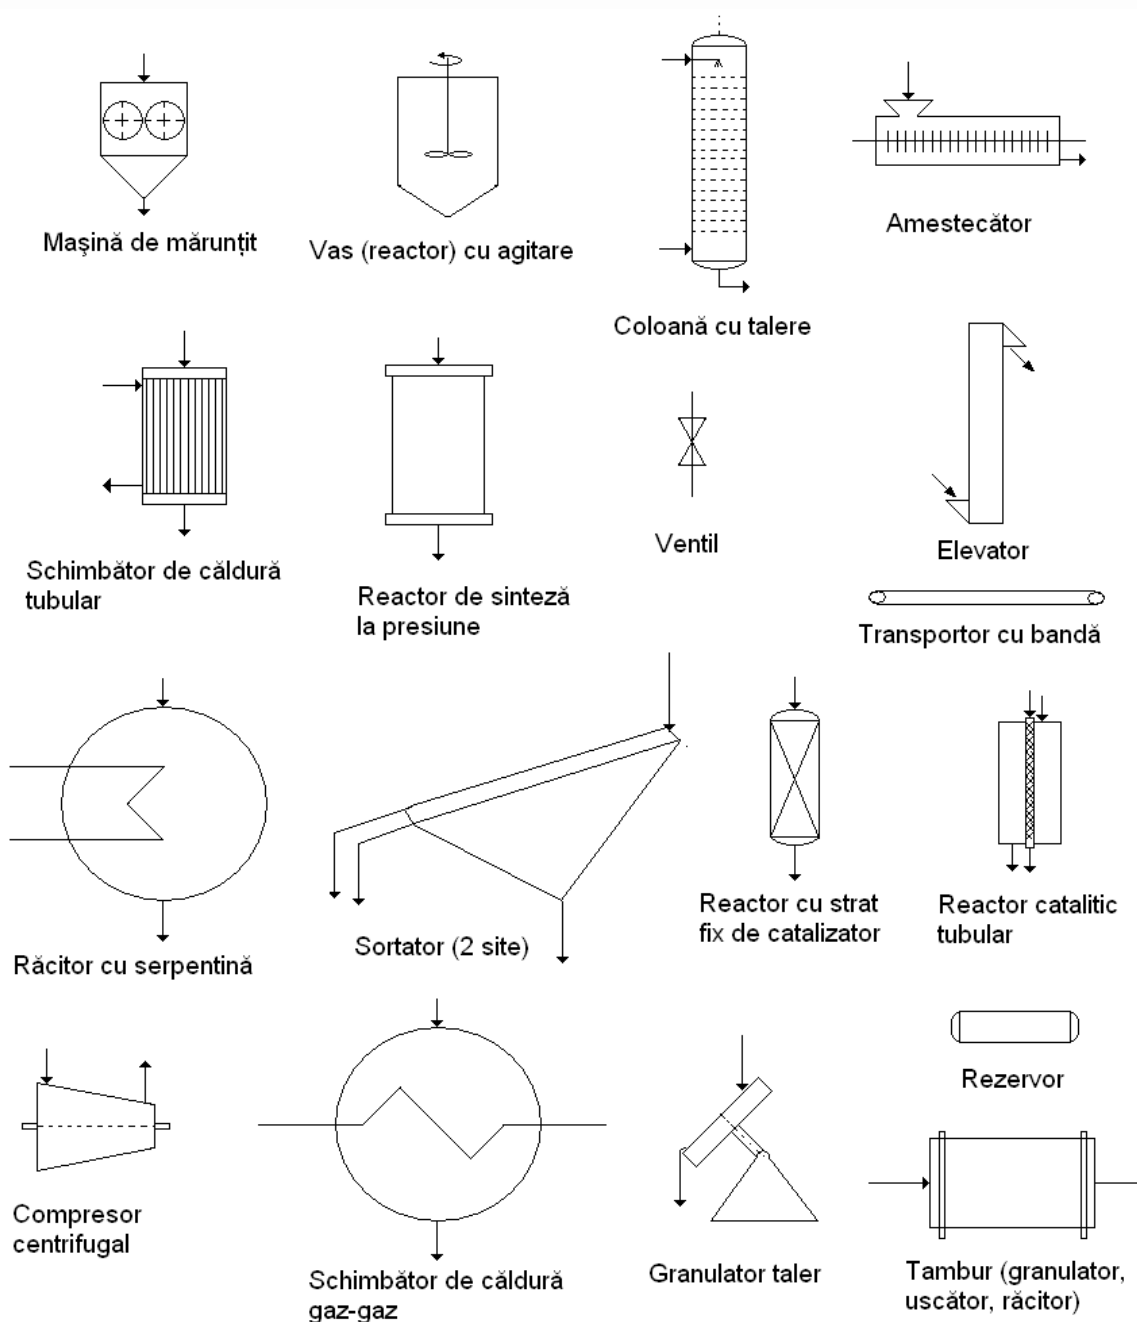 Maşină de mărunţit
Vas (reactor) cu agitare
Coloană cu talere
Amestecător
Schimbător de căldură
tubular
Reactor de sinteză
la presiune
Ventil
Elevator
Transportor cu bandă
Răcitor cu serpentină
Sortator (2 site)
Reactor cu strat
fix de catalizator
Reactor catalitic
tubular
Compresor
centrifugal
Schimbător de căldură
gaz-gaz
Granulator taler
Rezervor
Tambur (granulator,
uscător, răcitor)